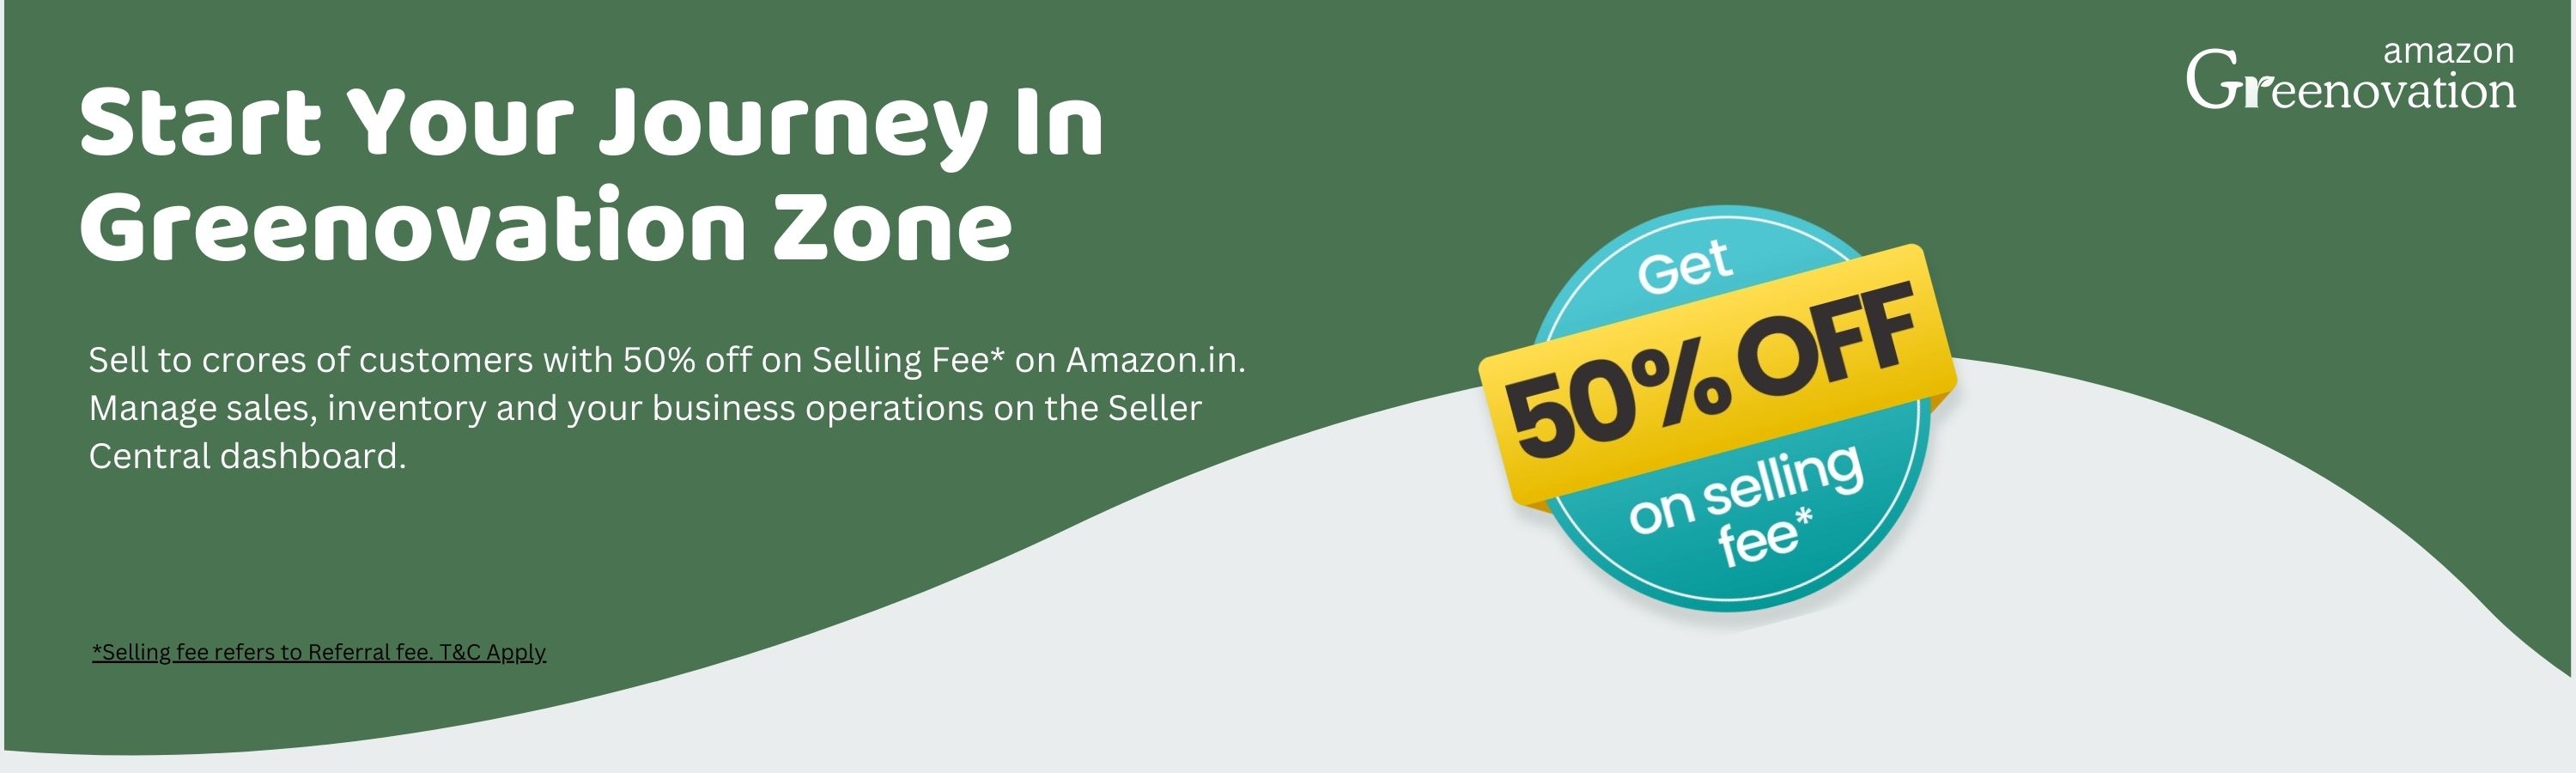 amazon
Greenovation
Start Your Journey In
Greenovation Zone
Sell to crores of customers with 50% off on Selling Fee* on Amazon.in.
Manage sales, inventory and your business operations on the Seller
Central dashboard.
Get
50% OFF
on selling
fee*
*Selling fee refers to Referral fee. T&C Apply